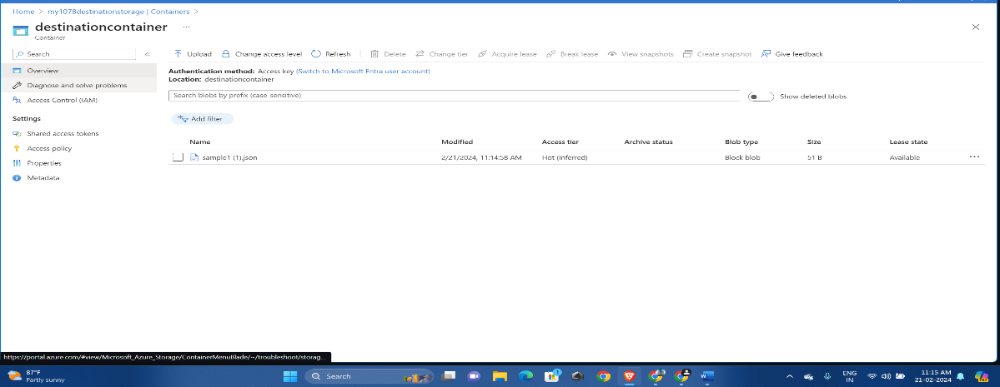 Home > my1078destinationstorage | Containers >
destinationcontainer ...
Container
Search «
Overview
Diagnose and solve problems
Access Control (IAM)
Settings
Shared access tokens
Access policy
Properties
Metadata
Upload Change access level Refresh | Delete Change tier Acquire lease Break lease View snapshots Create snapshot Give feedback
Authentication method: Access key (Switch to Microsoft Entra user account)
Location: destinationcontainer
Search blobs by prefix (case-sensitive)
Show deleted blobs
Add filter
Name Modified Access tier Archive status Blob type Size Lease state
sample1 (1).json 2/21/2024, 11:14:58 AM Hot (Inferred) Block blob 51 B Available ...
https://portal.azure.com/#view/Microsoft_Azure_Storage/ContainerMenuBlade/~/troubleshoot/storag...
87°F
Partly sunny
Search
1
ENG
IN
11:15 AM
21-02-2024